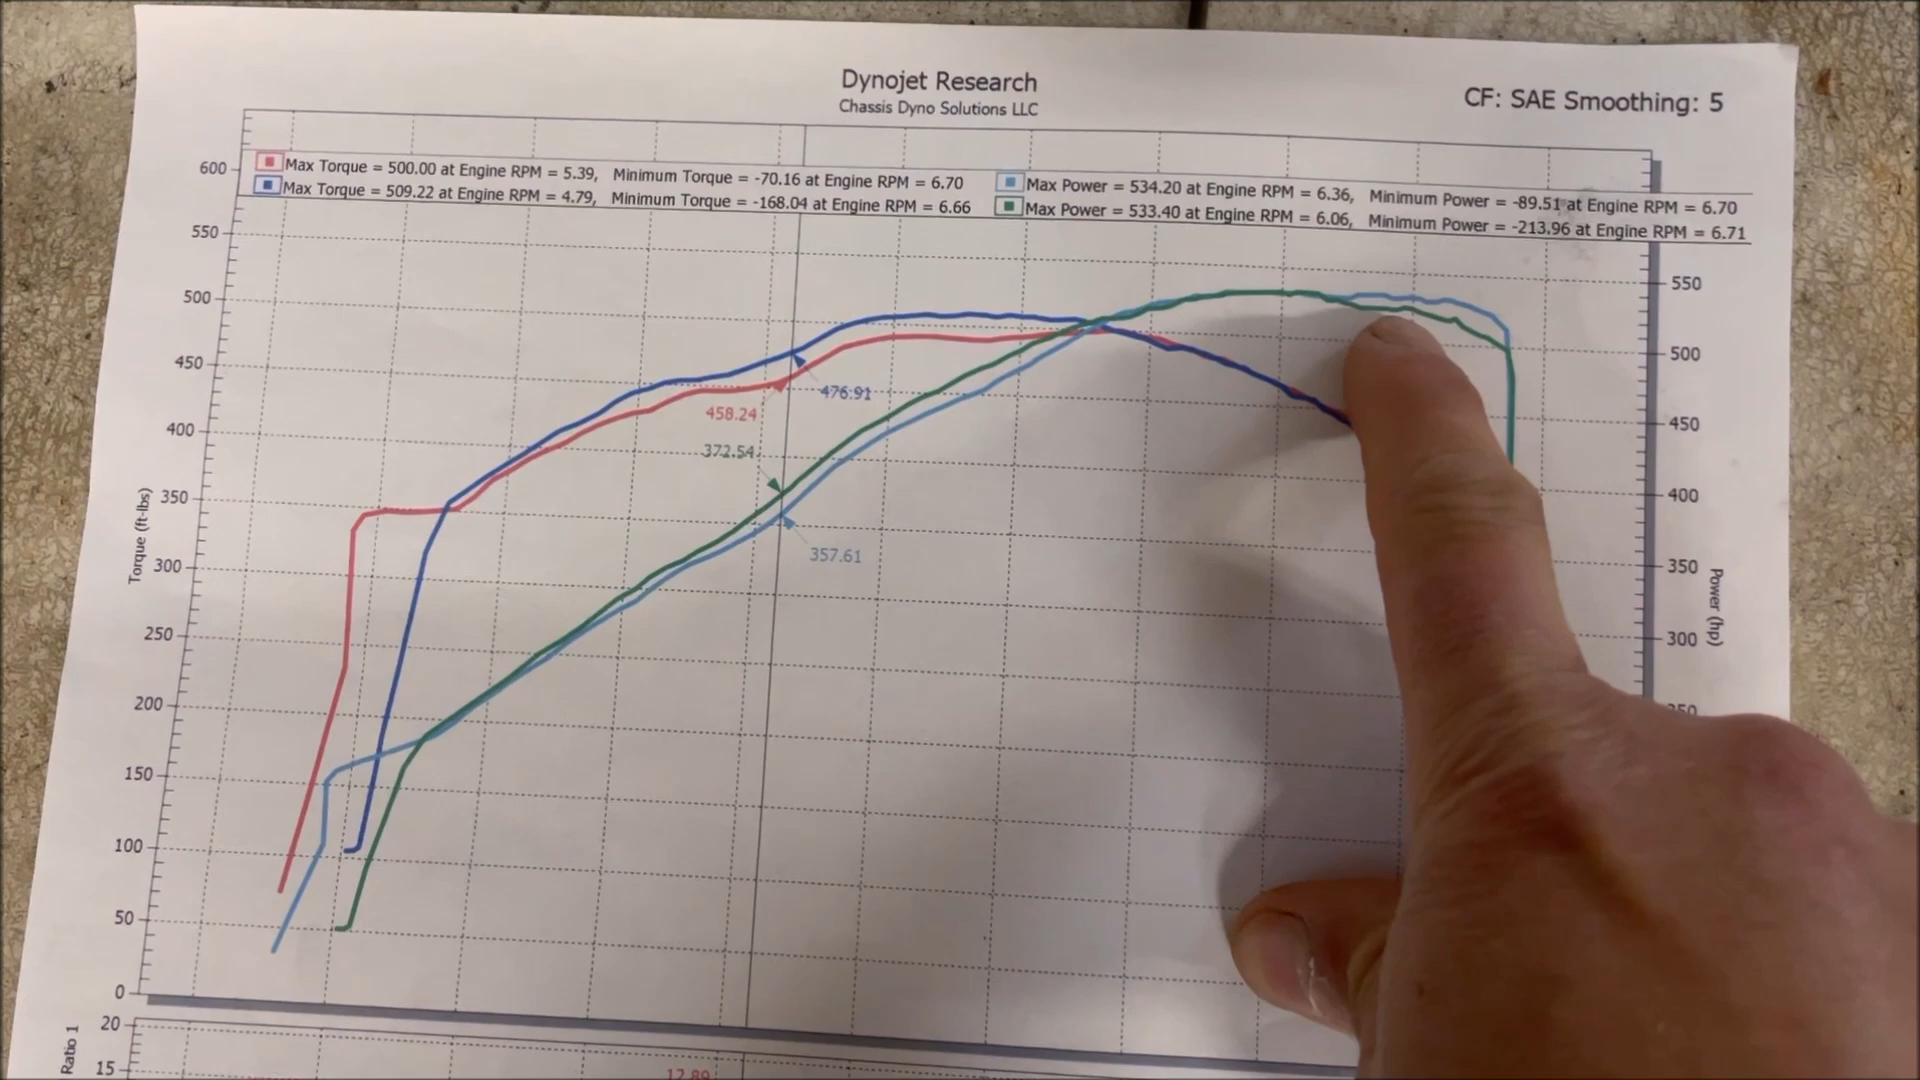 Dynojet Research
Chassis Dyno Solutions LLC
CF: SAE Smoothing: 5
Max Torque = 500.00 at Engine RPM = 5.39, Minimum Torque = -70.16 at Engine RPM = 6.70
Max Torque = 509.22 at Engine RPM = 4.79, Minimum Torque = -168.04 at Engine RPM = 6.66
Max Power = 534.20 at Engine RPM = 6.36, Minimum Power = -89.51 at Engine RPM = 6.70
Max Power = 533.40 at Engine RPM = 6.06, Minimum Power = -213.96 at Engine RPM = 6.71
600
550
500
450
400
350
300
250
200
150
100
50
0
Torque (ft-lbs)
476.91
458.24
372.54
357.61
550
500
450
400
350
300
Power (hp)
20
15
Ratio 1
12.89